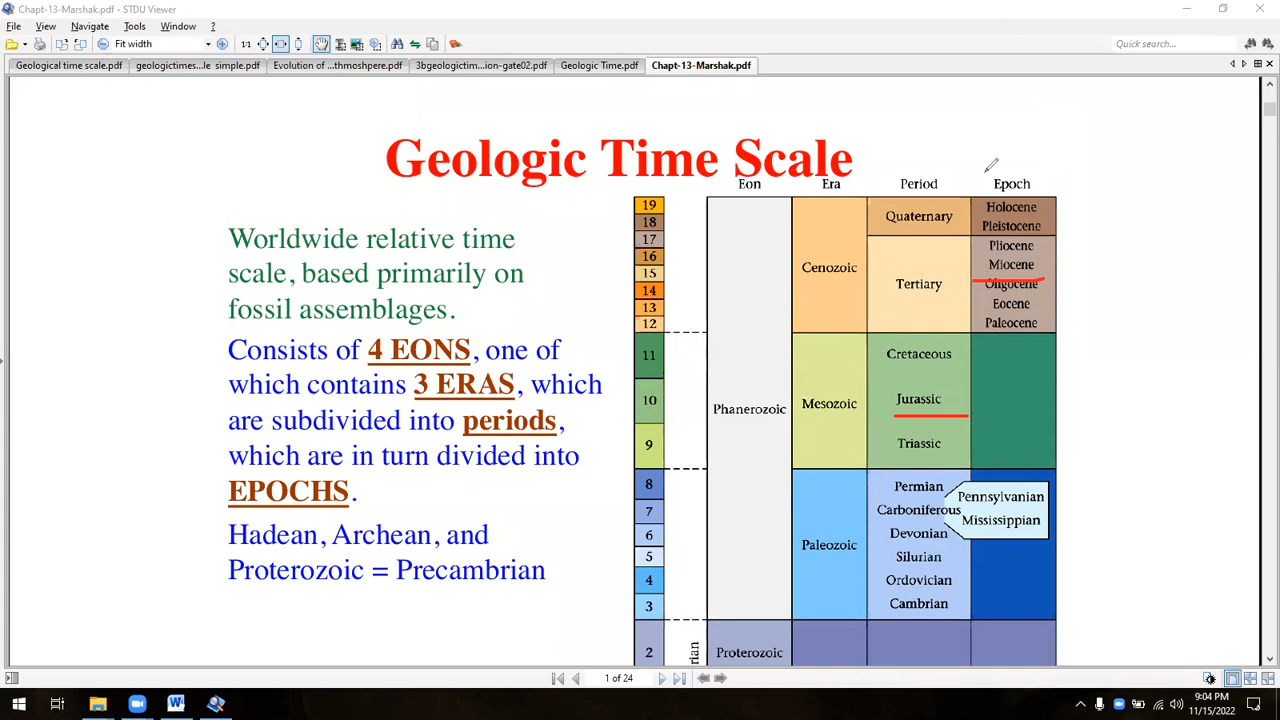 Chapt-13-Marshak.pdf - STDU Viewer
File View Navigate Tools Window ?
Fit width 1:1 Quick search...
Geological time scale.pdf geologictimes...le simple.pdf Evolution of ...thmoshpere.pdf 3bgeologictim...ion-gate02.pdf Geologic Time.pdf Chapt-13-Marshak.pdf
Geologic Time Scale
Worldwide relative time
scale, based primarily on
fossil assemblages.
Consists of 4 EONS, one of
which contains 3 ERAS, which
are subdivided into periods,
which are in turn divided into
EPOCHS.
Hadean, Archean, and
Proterozoic = Precambrian
Eon Era Period Epoch
19
18
17
16
15
14
13
12
11
10
9
8
7
6
5
4
3
2
rian
Phanerozoic
Proterozoic
Cenozoic
Mesozoic
Paleozoic
Quaternary
Tertiary
Cretaceous
Jurassic
Triassic
Permian
Carboniferous
Devonian
Silurian
Ordovician
Cambrian
Holocene
Pleistocene
Pliocene
Miocene
Oligocene
Eocene
Paleocene
Pennsylvanian
Mississippian
1 of 24
9:04 PM
11/15/2022